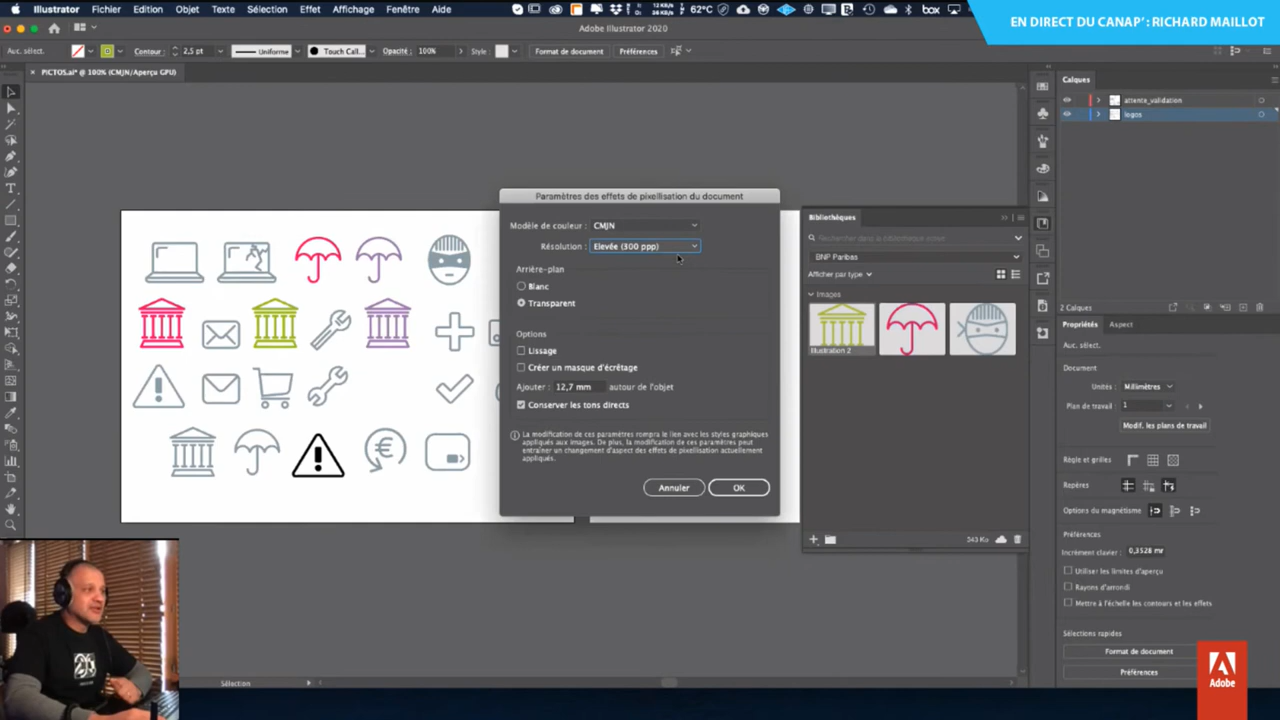 Illustrator Fichier Edition Objet Texte Sélection Effet Affichage Fenêtre Aide
62°C
box
EN DIRECT DU CANAP' : RICHARD MAILLOT
Adobe Illustrator 2020
Auc. sélect.
Contour :
2,5 pt
Uniforme
Touch Call...
Opacité : 100%
Style :
Format de document
Préférences
× PICTOS.ai* @ 100% (CMJN/Aperçu GPU)
Calques
attente_validation
logos
2 Calques
Paramètres des effets de pixellisation du document
Modèle de couleur : CMJN
Résolution : Elevée (300 ppp)
Arrière-plan
Blanc
Transparent
Options
Lissage
Créer un masque d'écrêtage
Ajouter : 12,7 mm autour de l'objet
Conserver les tons directs
La modification de ces paramètres rompra le lien avec les styles graphiques
appliqués aux images. De plus, la modification de ces paramètres peut
entraîner un changement d'aspect des effets de pixellisation actuellement
appliqués.
Annuler
OK
Bibliothèques
Rechercher dans la bibliothèque active
BNP Paribas
Afficher par type
Images
Illustration 2
543 Ko
Propriétés
Aspect
Auc. sélect.
Document
Unités : Millimètres
Plan de travail : 1
Modif. les plans de travail
Règle et grilles
Repères
Options du magnétisme
Préférences
Incrément clavier : 0,3528 mm
Utiliser les limites d'aperçu
Rayons d'arrondi
Mettre à l'échelle les contours et les effets
Sélections rapides
Format de document
Préférences
Sélection
Adobe